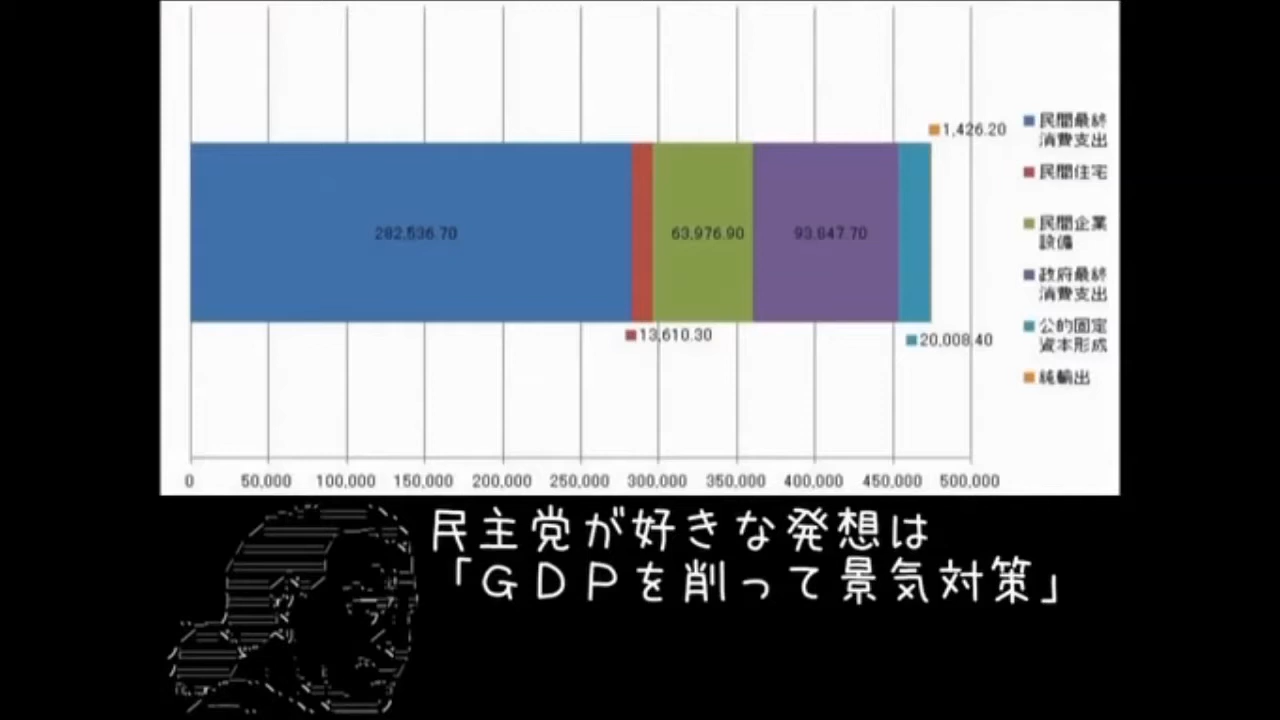 1,426.20
282,536.70
63,976.90
93,847.70
13,610.30
20,008.40
民間最終
消費支出
民間住宅
民間企業
設備
政府最終
消費支出
公的固定
資本形成
純輸出
0
50,000
100,000
150,000
200,000
250,000
300,000
350,000
400,000
450,000
500,000
民主党が好きな発想は
「GDPを削って景気対策」